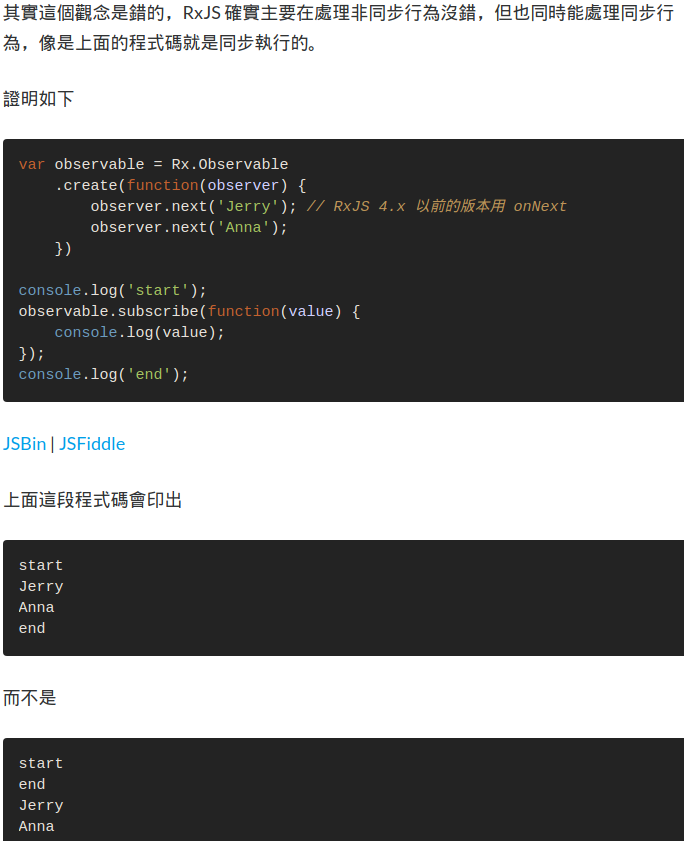 其實這個觀念是錯的，RxJS 確實主要在處理非同步行為沒錯，但也同時能處理同步行
為，像是上面的程式碼就是同步執行的。
證明如下
var observable = Rx.Observable
    .create(function(observer) {
        observer.next('Jerry'); // RxJS 4.x 以前的版本用 onNext
        observer.next('Anna');
    })
console.log('start');
observable.subscribe(function(value) {
    console.log(value);
});
console.log('end');
JSBin | JSFiddle
上面這段程式碼會印出
start
Jerry
Anna
end
而不是
start
end
Jerry
Anna